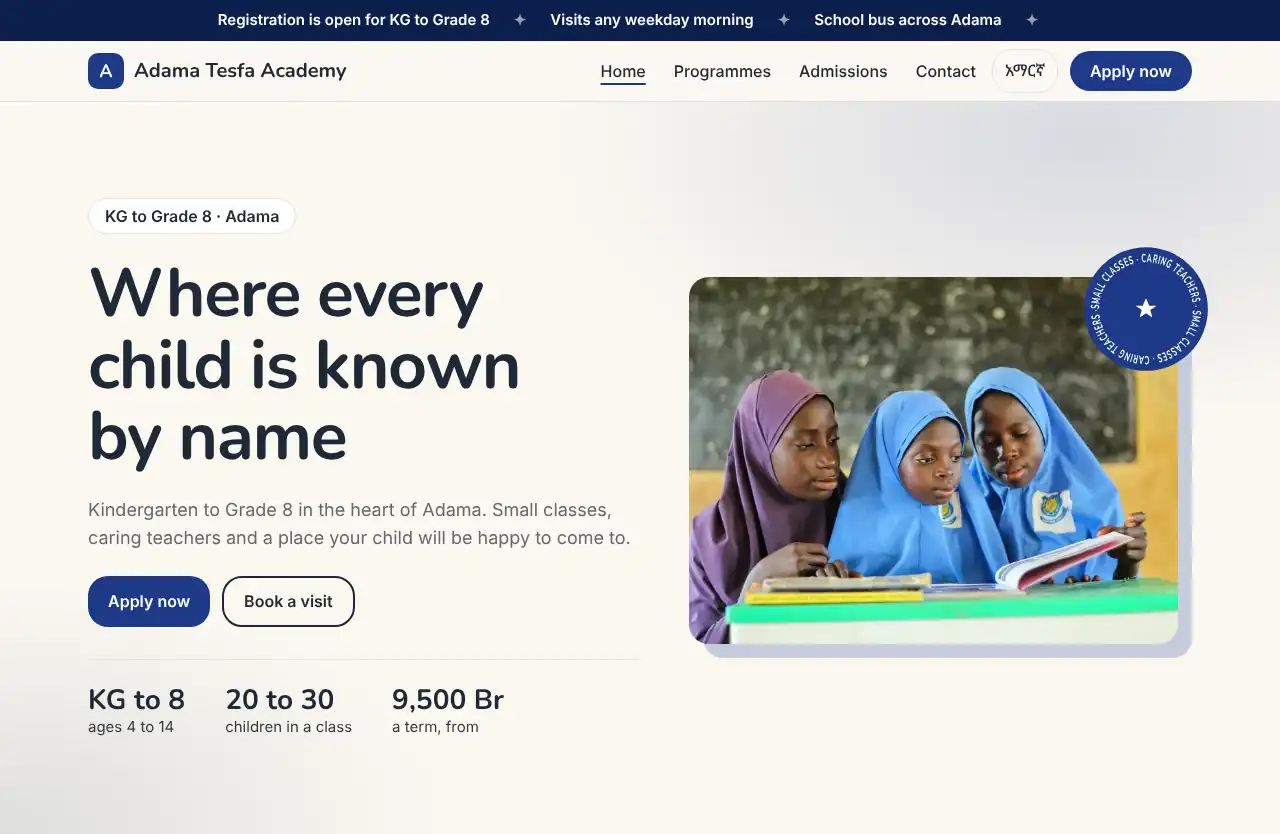 Registration is open for KG to Grade 8 ✦ Visits any weekday morning ✦ School bus across Adama ✦
A Adama Tesfa Academy
Home Programmes Admissions Contact አማርኛ Apply now
KG to Grade 8 · Adama
Where every
child is known
by name
SMALL CLASSES · CARING TEACHERS · SMALL CLASSES · CARING TEACHERS ·
Kindergarten to Grade 8 in the heart of Adama. Small classes,
caring teachers and a place your child will be happy to come to.
Apply now Book a visit
KG to 8 20 to 30 9,500 Br
ages 4 to 14 children in a class a term, from